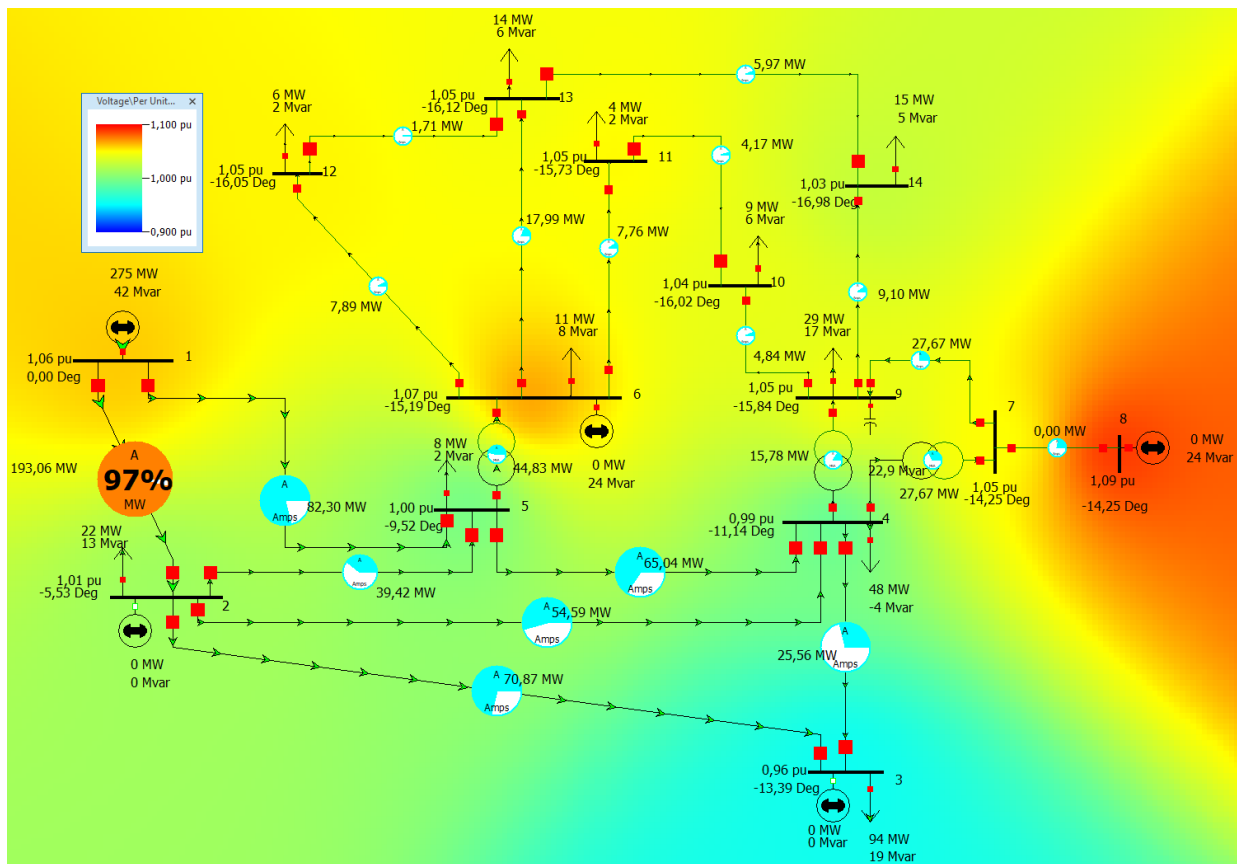 14 MW
6 Mvar
5,97 MW
1,05 pu
-16,12 Deg
13
Voltage\Per Unit...
×
1,100 pu
1,000 pu
0,900 pu
6 MW
2 Mvar
1,71 MW
4 MW
2 Mvar
15 MW
5 Mvar
4,17 MW
1,05 pu
-16,05 Deg
12
1,05 pu
-15,73 Deg
11
1,03 pu
-16,98 Deg
14
17,99 MW
7,76 MW
9 MW
6 Mvar
275 MW
42 Mvar
7,89 MW
1,04 pu
-16,02 Deg
10
9,10 MW
11 MW
8 Mvar
29 MW
17 Mvar
27,67 MW
4,84 MW
1,06 pu
0,00 Deg
1
1,07 pu
-15,19 Deg
6
1,05 pu
-15,84 Deg
9
7
8
0,00 MW
0 MW
24 Mvar
193,06 MW
A
97%
MW
A
Amps
82,30 MW
8 MW
2 Mvar
44,83 MW
0 MW
24 Mvar
15,78 MW
22,9 Mvar
27,67 MW
1,05 pu
-14,25 Deg
1,09 pu
-14,25 Deg
1,00 pu
-9,52 Deg
5
0,99 pu
-11,14 Deg
4
22 MW
13 Mvar
1,01 pu
-5,53 Deg
2
39,42 MW
A
65,04 MW
Amps
A
54,59 MW
Amps
48 MW
-4 Mvar
0 MW
0 Mvar
A
70,87 MW
Amps
A
25,56 MW
Amps
0,96 pu
-13,39 Deg
3
0 MW
0 Mvar
94 MW
19 Mvar